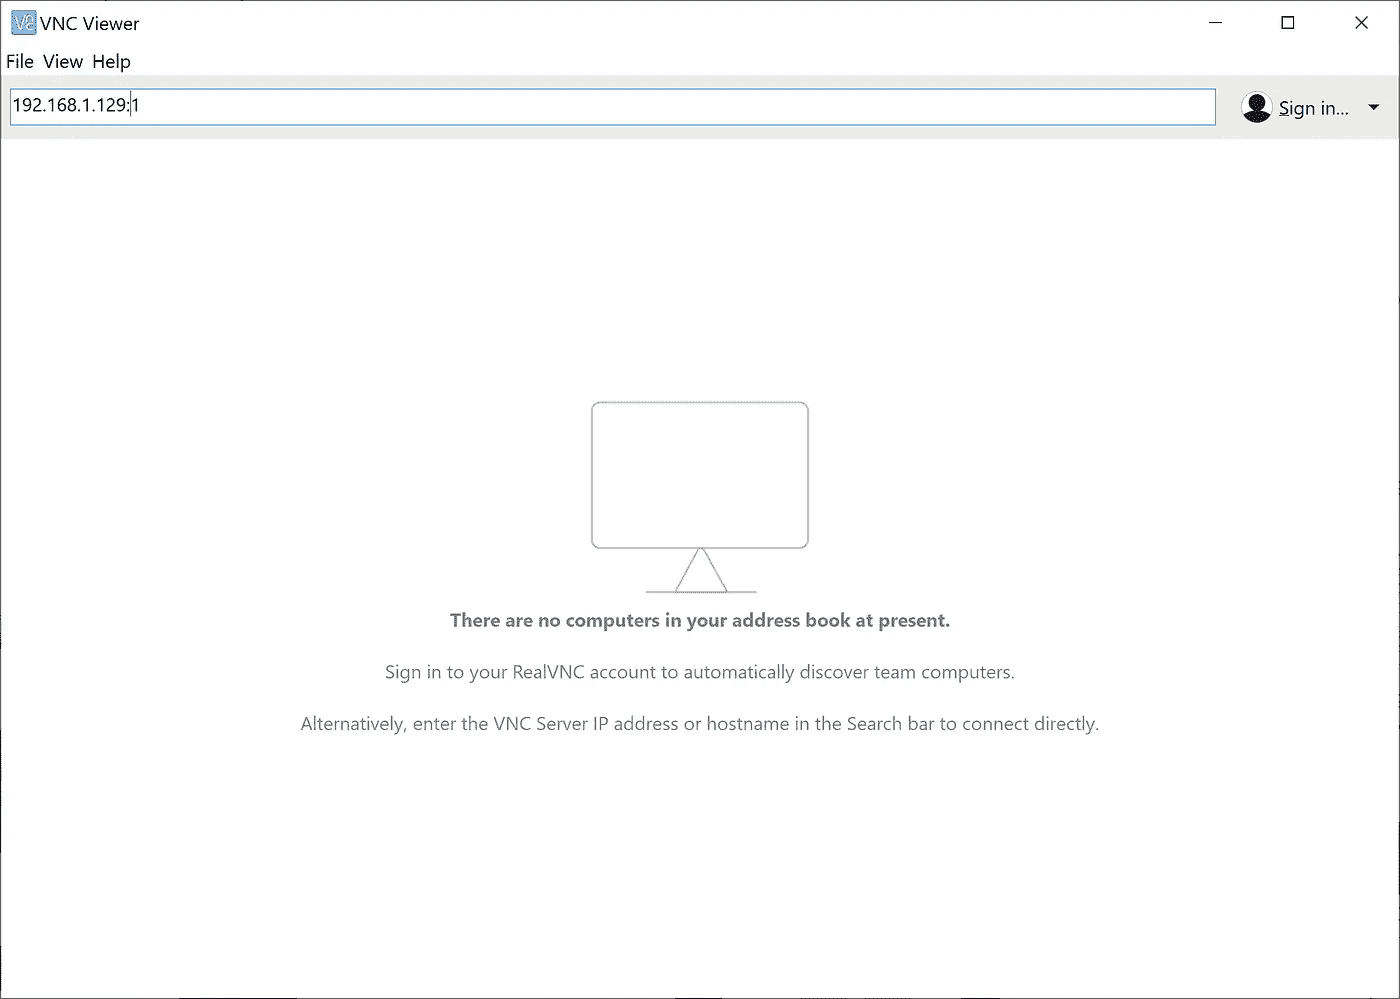 VNC Viewer
File View Help
192.168.1.129:1
Sign in...
There are no computers in your address book at present.
Sign in to your RealVNC account to automatically discover team computers.
Alternatively, enter the VNC Server IP address or hostname in the Search bar to connect directly.